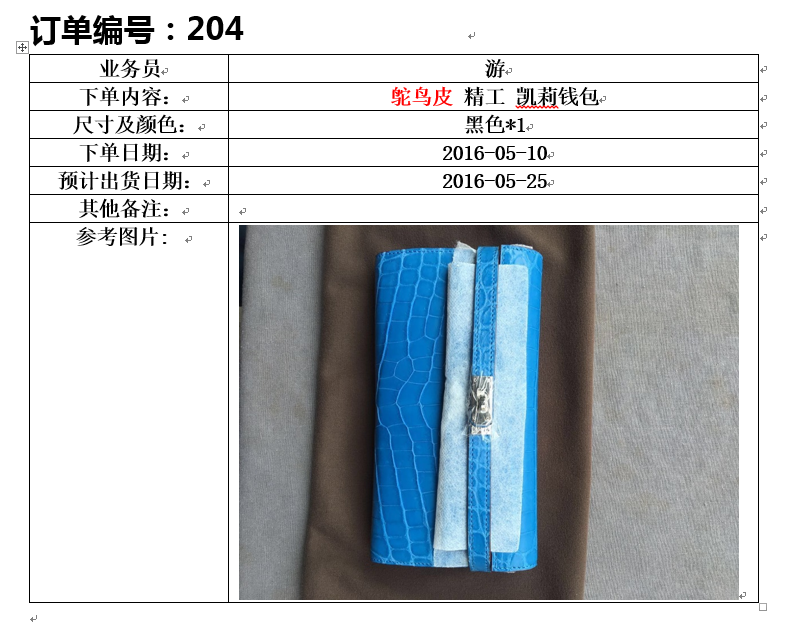 订单编号：204
业务员 游
下单内容： 鸵鸟皮 精工 凯莉钱包
尺寸及颜色： 黑色*1
下单日期： 2016-05-10
预计出货日期： 2016-05-25
其他备注：
参考图片: